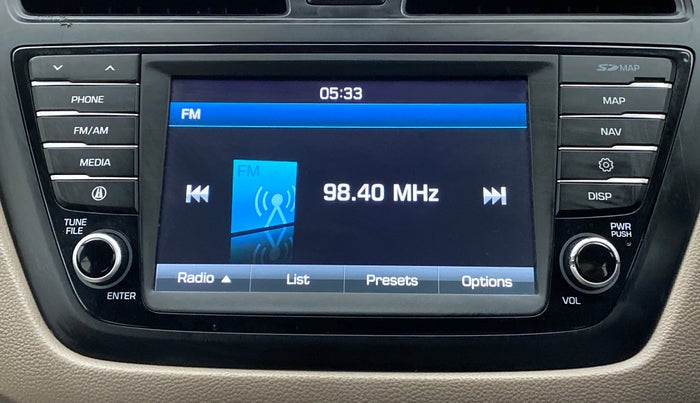 SD MAP
PHONE
MAP
FM/AM
NAV
MEDIA
DISP
TUNE
FILE
ENTER
PWR
PUSH
VOL
05:33
FM
FM
98.40 MHz
Radio ▲
List
Presets
Options